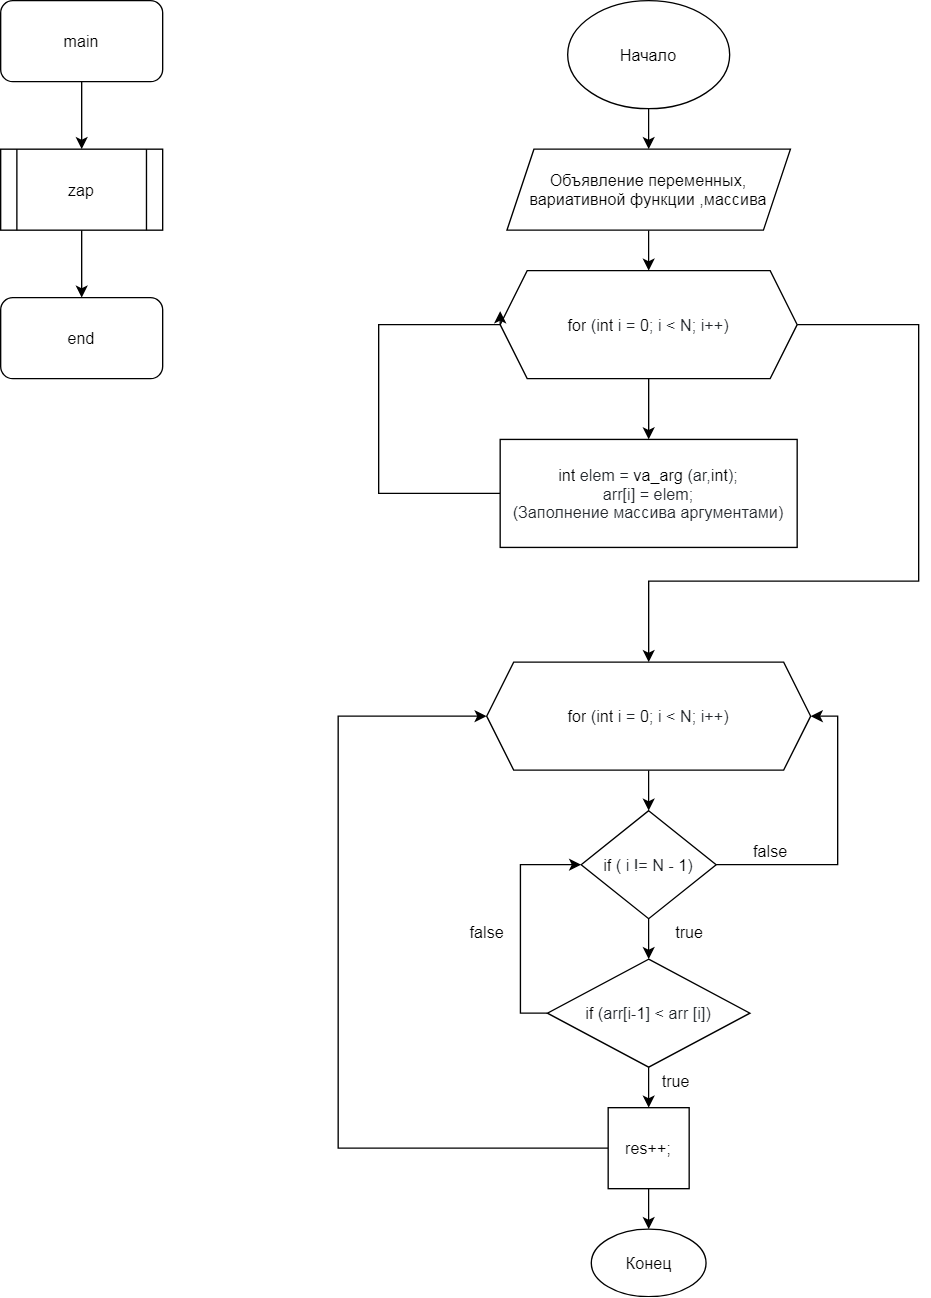 main
zap
end
Начало
Объявление переменных,
вариативной функции ,массива
for (int i = 0; i < N; i++)
int elem = va_arg (ar,int);
arr[i] = elem;
(Заполнение массива аргументами)
for (int i = 0; i < N; i++)
if ( i != N - 1)
false
false
true
if (arr[i-1] < arr [i])
true
res++;
Конец